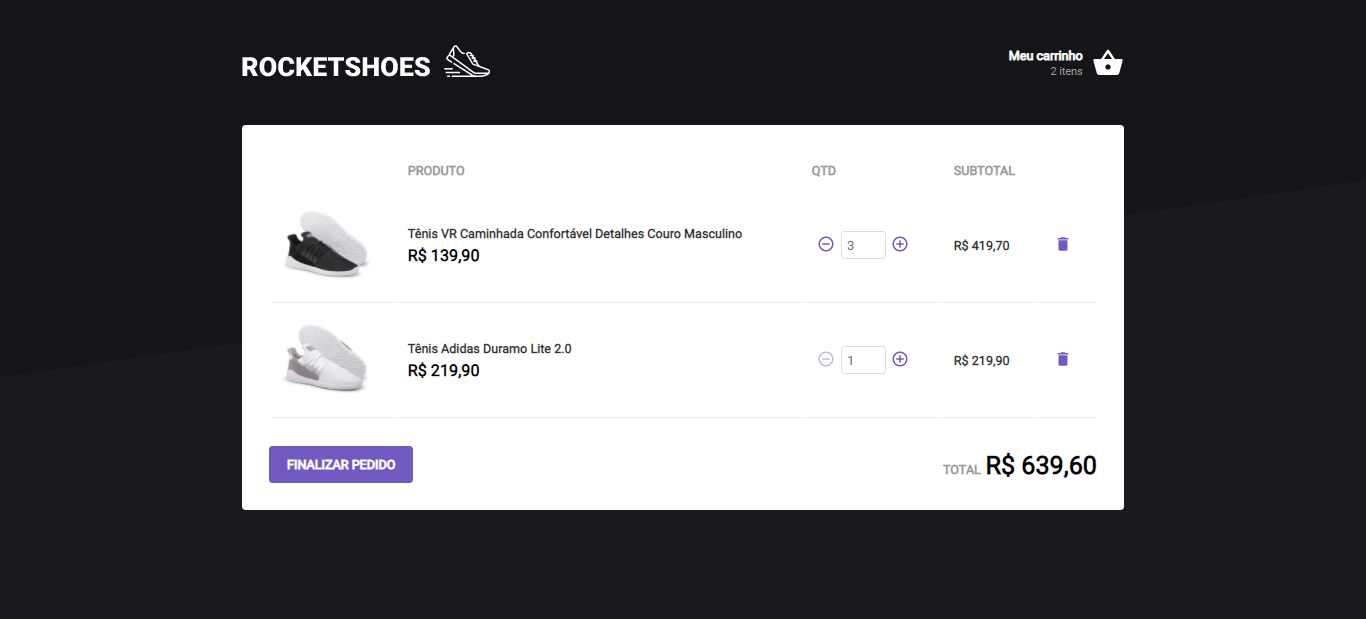 ROCKETSHOES
Meu carrinho
2 itens
PRODUTO QTD SUBTOTAL
Tênis VR Caminhada Confortável Detalhes Couro Masculino
R$ 139,90
3
R$ 419,70
Tênis Adidas Duramo Lite 2.0
R$ 219,90
1
R$ 219,90
FINALIZAR PEDIDO
TOTAL R$ 639,60